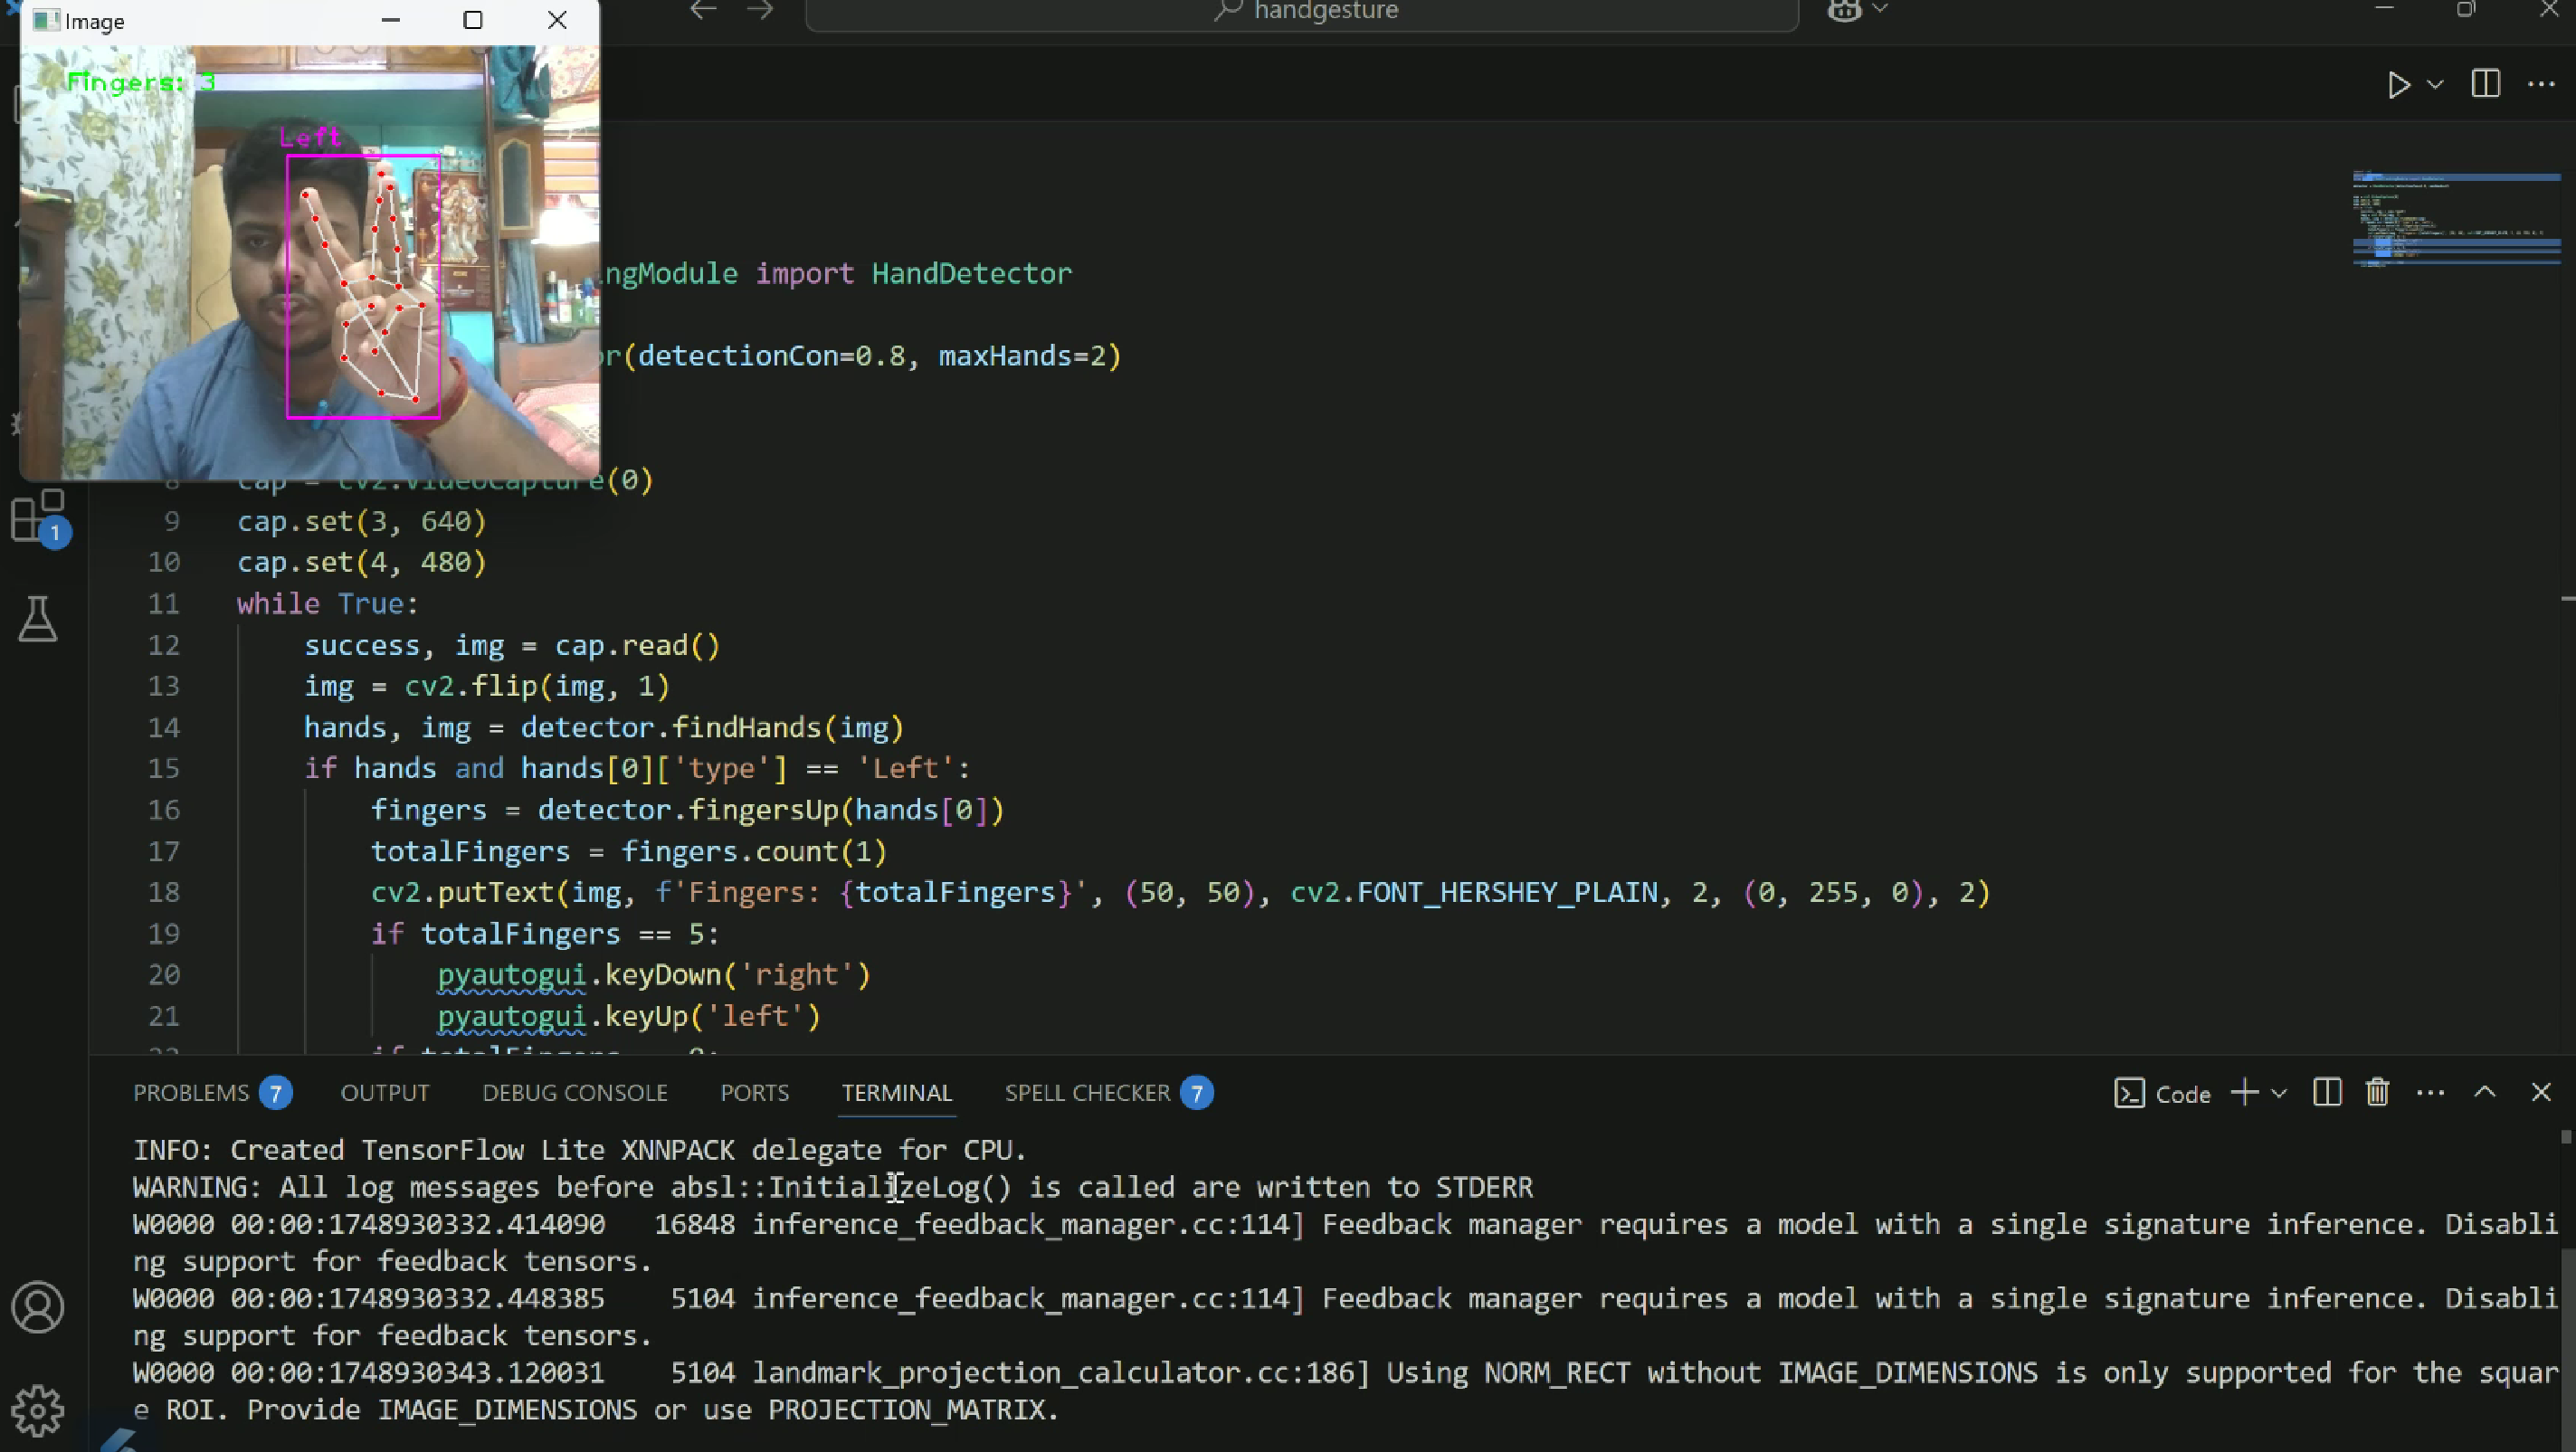 Image
handgesture
Fingers: 3
Left
ngModule import HandDetector
r(detectionCon=0.8, maxHands=2)
8 cap = cv2.VideoCapture(0)
9 cap.set(3, 640)
10 cap.set(4, 480)
11 while True:
12 success, img = cap.read()
13 img = cv2.flip(img, 1)
14 hands, img = detector.findHands(img)
15 if hands and hands[0]['type'] == 'Left':
16 fingers = detector.fingersUp(hands[0])
17 totalFingers = fingers.count(1)
18 cv2.putText(img, f'Fingers: {totalFingers}', (50, 50), cv2.FONT_HERSHEY_PLAIN, 2, (0, 255, 0), 2)
19 if totalFingers == 5:
20 pyautogui.keyDown('right')
21 pyautogui.keyUp('left')
1
PROBLEMS 7 OUTPUT DEBUG CONSOLE PORTS TERMINAL SPELL CHECKER 7 Code
INFO: Created TensorFlow Lite XNNPACK delegate for CPU.
WARNING: All log messages before absl::InitializeLog() is called are written to STDERR
W0000 00:00:1748930332.414090 16848 inference_feedback_manager.cc:114] Feedback manager requires a model with a single signature inference. Disabli
ng support for feedback tensors.
W0000 00:00:1748930332.448385 5104 inference_feedback_manager.cc:114] Feedback manager requires a model with a single signature inference. Disabli
ng support for feedback tensors.
W0000 00:00:1748930343.120031 5104 landmark_projection_calculator.cc:186] Using NORM_RECT without IMAGE_DIMENSIONS is only supported for the squar
e ROI. Provide IMAGE_DIMENSIONS or use PROJECTION_MATRIX.